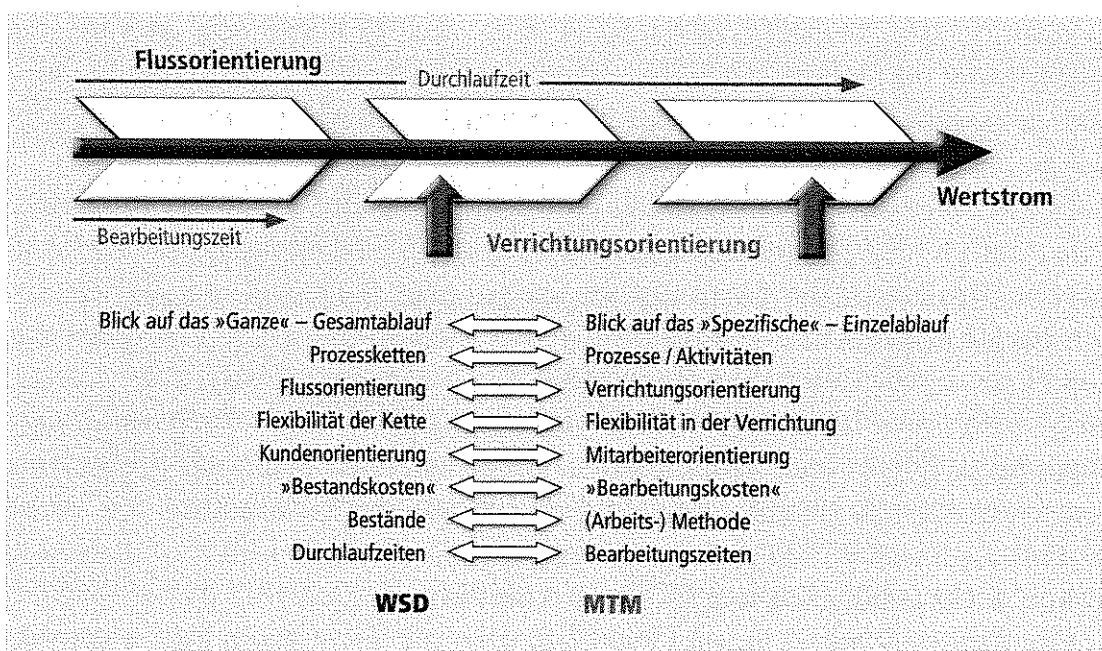 Flussorientierung
Durchlaufzeit
Wertstrom
Bearbeitungszeit
Verrichtungsorientierung
Blick auf das »Ganze« – Gesamtablauf Blick auf das »Spezifische« – Einzelablauf
Prozessketten Prozesse / Aktivitäten
Flussorientierung Verrichtungsorientierung
Flexibilität der Kette Flexibilität in der Verrichtung
Kundenorientierung Mitarbeiterorientierung
»Bestandskosten« »Bearbeitungskosten«
Bestände (Arbeits-) Methode
Durchlaufzeiten Bearbeitungszeiten
WSD MTM